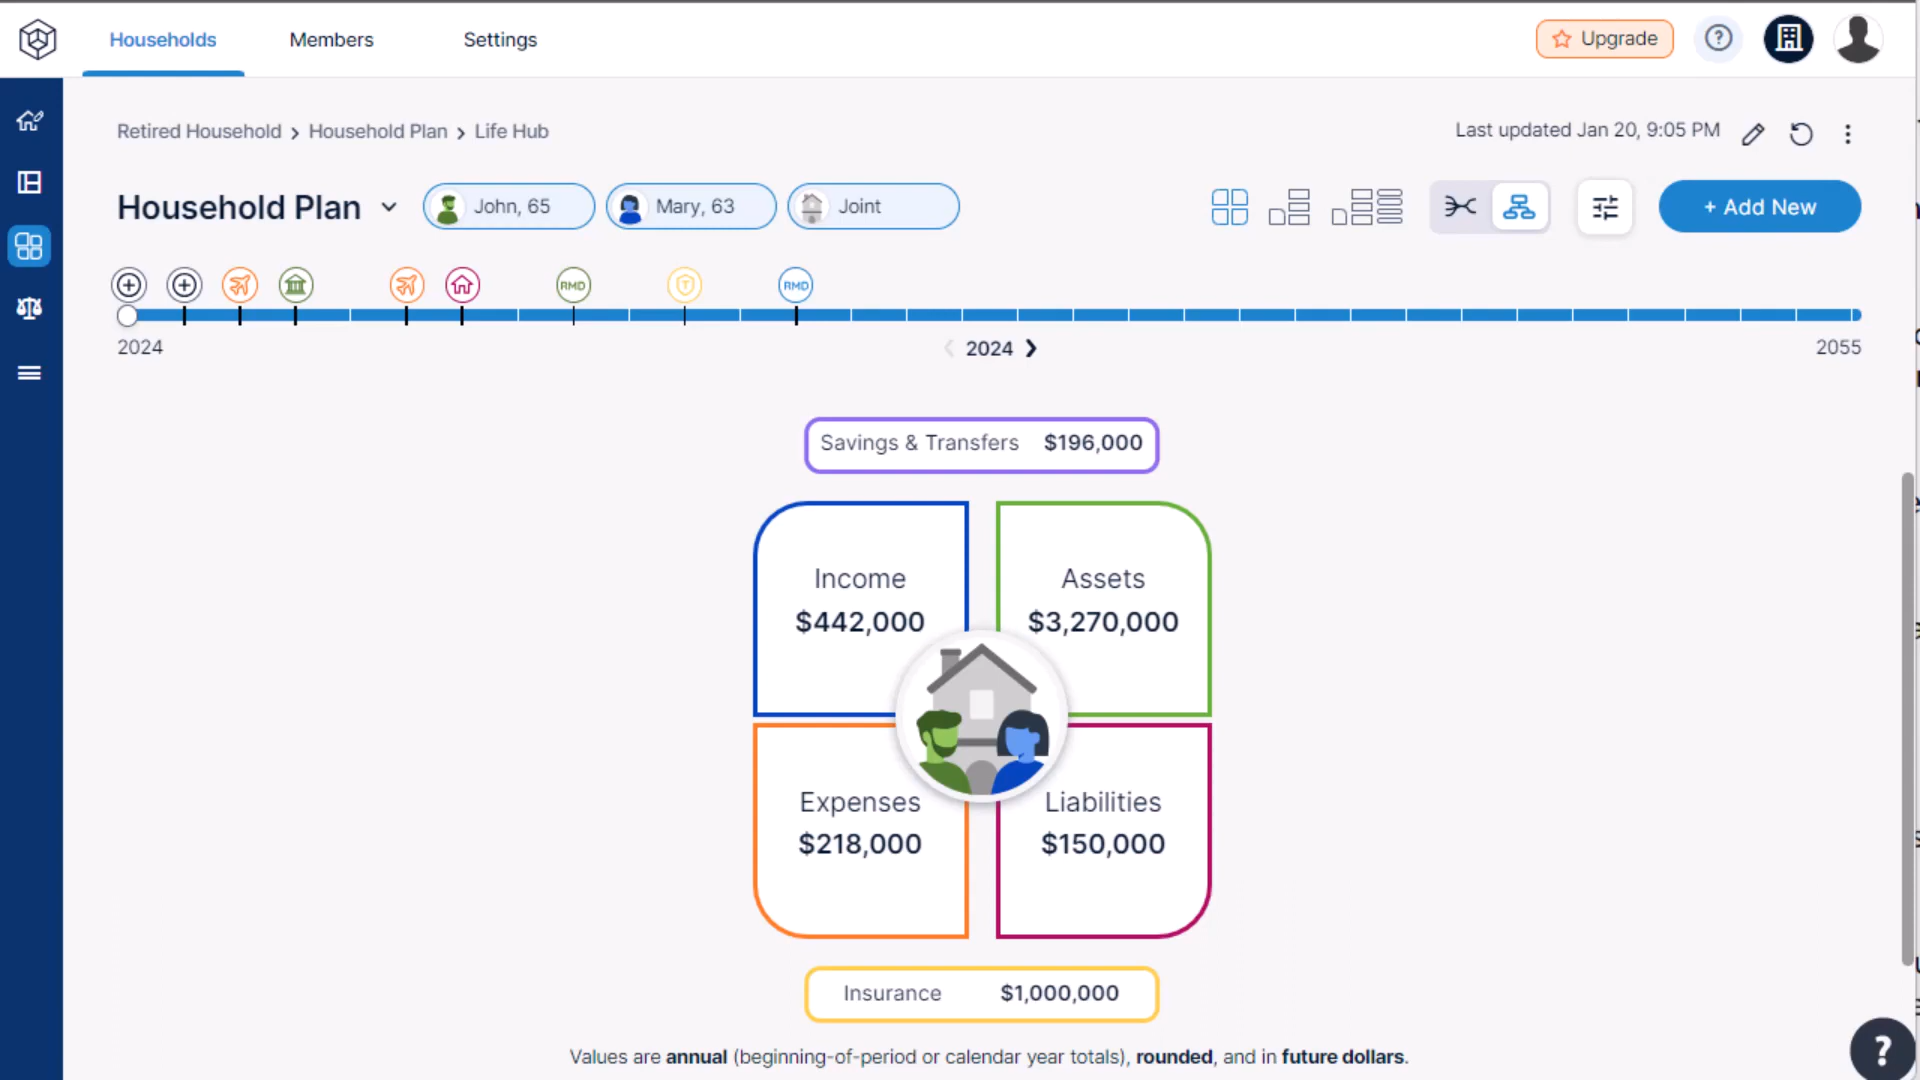 Households Members Settings Upgrade
Retired Household > Household Plan > Life Hub Last updated Jan 20, 9:05 PM
Household Plan John, 65 Mary, 63 Joint + Add New
RMD T RMD
2024 < 2024 > 2055
Savings & Transfers $196,000
Income Assets
$442,000 $3,270,000
Expenses Liabilities
$218,000 $150,000
Insurance $1,000,000
Values are annual (beginning-of-period or calendar year totals), rounded, and in future dollars.